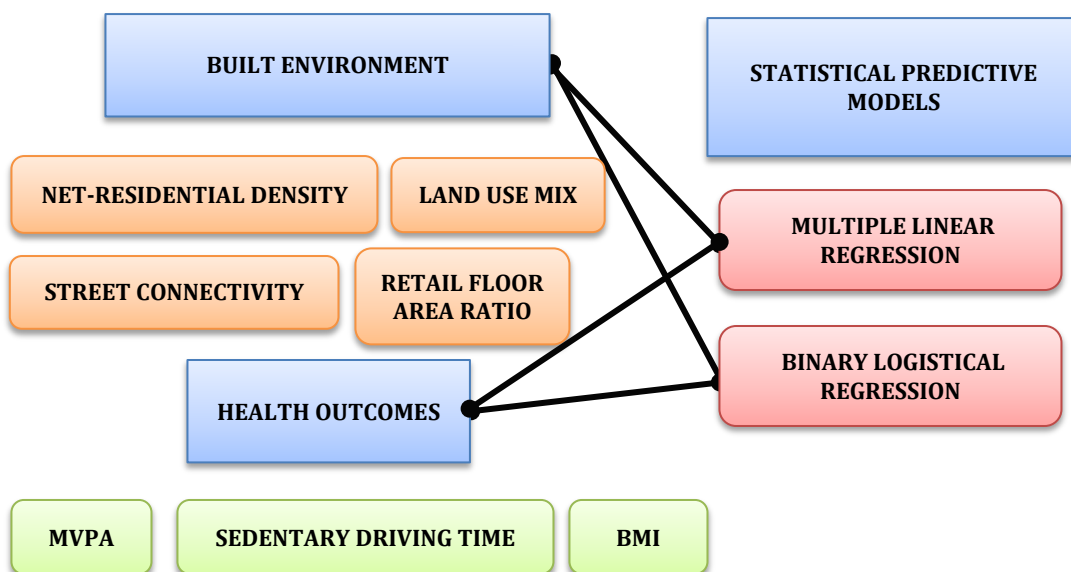 BUILT ENVIRONMENT
STATISTICAL PREDICTIVE
MODELS
NET-RESIDENTIAL DENSITY
LAND USE MIX
STREET CONNECTIVITY
RETAIL FLOOR
AREA RATIO
MULTIPLE LINEAR
REGRESSION
HEALTH OUTCOMES
BINARY LOGISTICAL
REGRESSION
MVPA
SEDENTARY DRIVING TIME
BMI